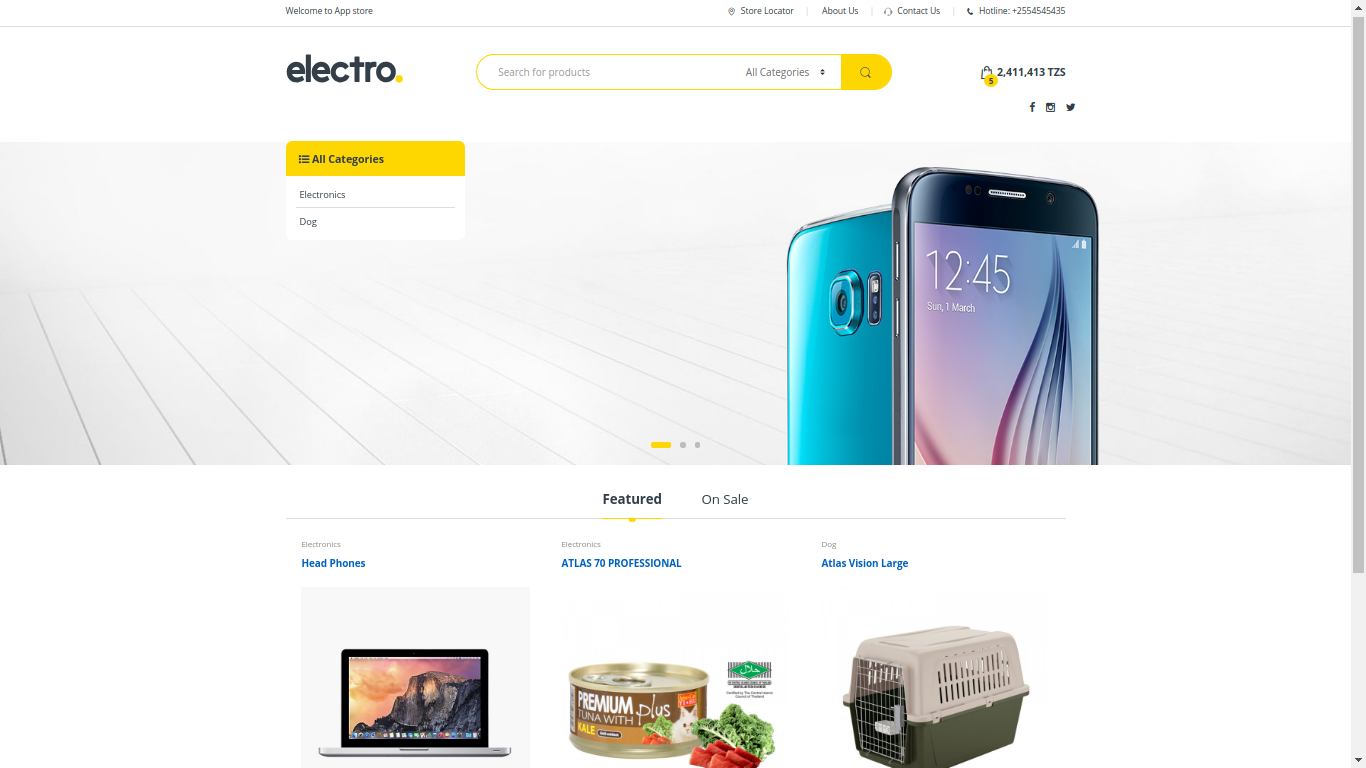 Welcome to App store
Store Locator
About Us
Contact Us
Hotline: +2554545435
electro.
Search for products
All Categories
5
2,411,413 TZS
All Categories
Electronics
Dog
12:45
Sun, 1 March
Featured
On Sale
Electronics
Head Phones
Electronics
ATLAS 70 PROFESSIONAL
Dog
Atlas Vision Large
PREMIUM plus
TUNA WITH
KALE
حلال